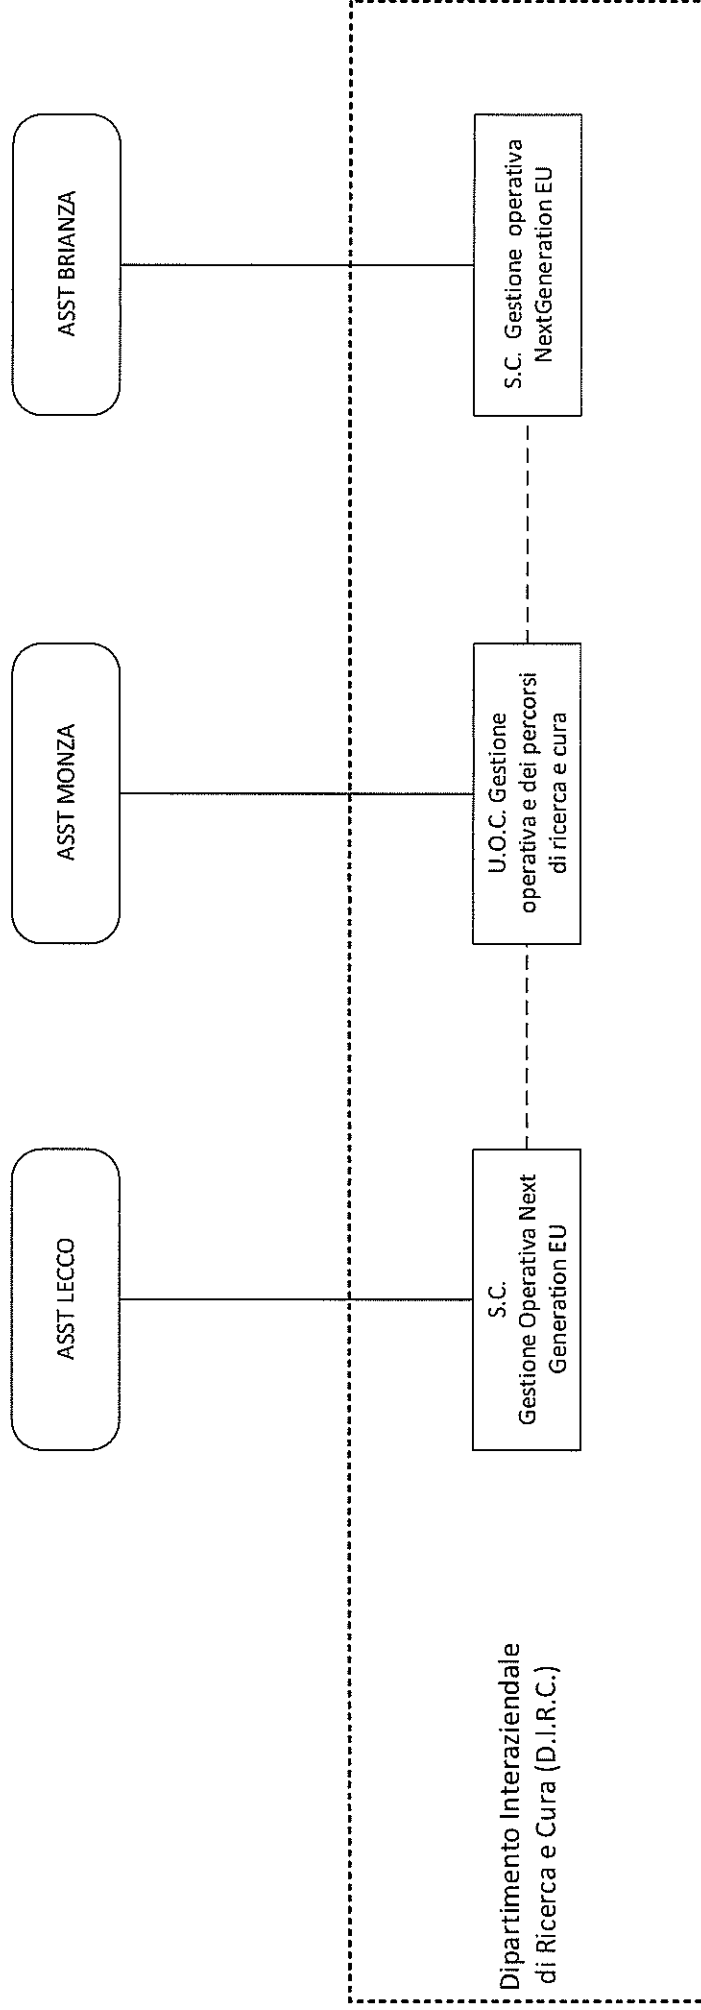 ASST LECCO
ASST MONZA
ASST BRIANZA
Dipartimento Interaziendale
di Ricerca e Cura (D.I.R.C.)
S.C.
Gestione Operativa Next
Generation EU
U.O.C. Gestione
operativa e dei percorsi
di ricerca e cura
S.C. Gestione operativa
NextGeneration EU